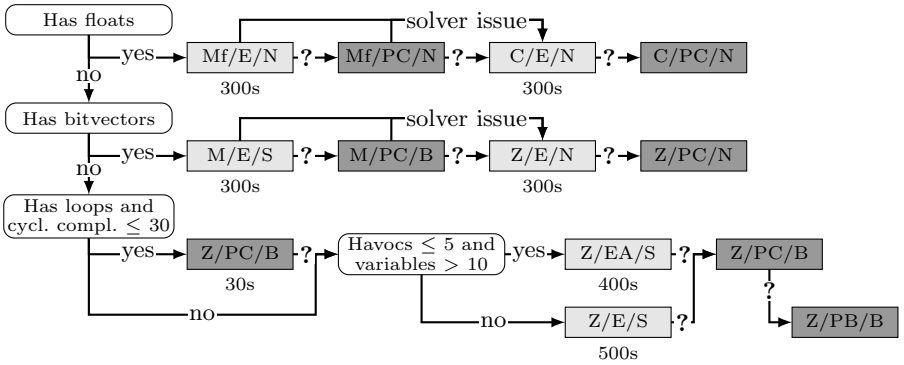 Has floats
solver issue
yes
Mf/E/N
?
Mf/PC/N
?
C/E/N
?
C/PC/N
no
300s
300s
Has bitvectors
solver issue
yes
M/E/S
?
M/PC/B
?
Z/E/N
?
Z/PC/N
no
300s
300s
Has loops and
cycl. compl. ≤ 30
yes
Z/PC/B
?
30s
Havocs ≤ 5 and
variables > 10
yes
Z/EA/S
?
400s
Z/PC/B
?
no
no
Z/E/S
?
500s
Z/PB/B